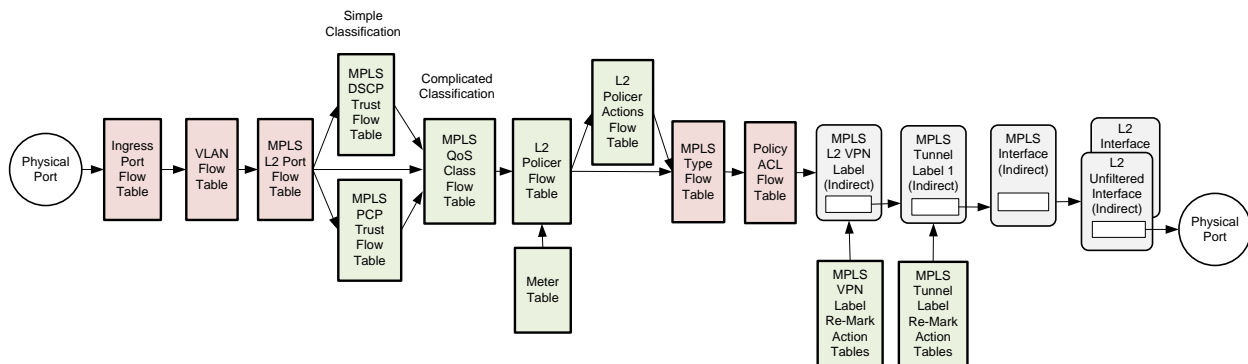 Simple
Classification
Complicated
Classification
Physical
Port
Ingress
Port
Flow
Table
VLAN
Flow
Table
MPLS
L2 Port
Flow
Table
MPLS
DSCP
Trust
Flow
Table
MPLS
PCP
Trust
Flow
Table
MPLS
QoS
Class
Flow
Table
L2
Policer
Flow
Table
Meter
Table
L2
Policer
Actions
Flow
Table
MPLS
Type
Flow
Table
Policy
ACL
Flow
Table
MPLS
L2 VPN
Label
(Indirect)
MPLS
VPN
Label
Re-Mark
Action
Tables
MPLS
Tunnel
Label 1
(Indirect)
MPLS
Tunnel
Label
Re-Mark
Action
Tables
MPLS
Interface
(Indirect)
L2
Interface
L2
Unfiltered
Interface
(Indirect)
Physical
Port